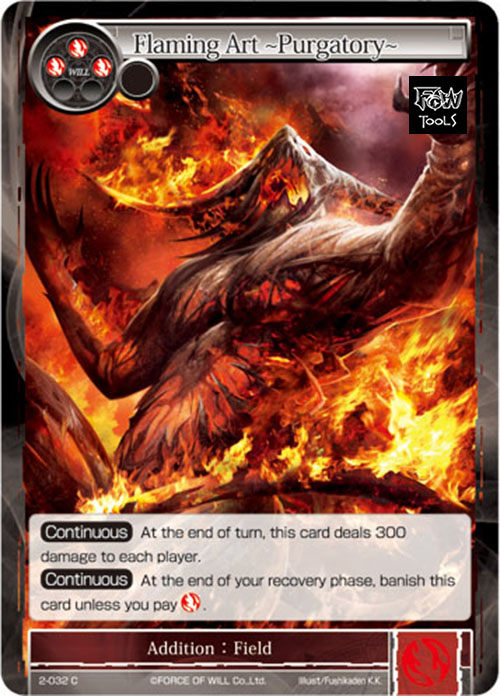 Flaming Art ~Purgatory~
WILL
FOW
TOOLS
Continuous At the end of turn, this card deals 300
damage to each player.
Continuous At the end of your recovery phase, banish this
card unless you pay .
Addition : Field
2-032 C ©FORCE OF WILL Co.,Ltd. Illust/Fushikaden K.K.